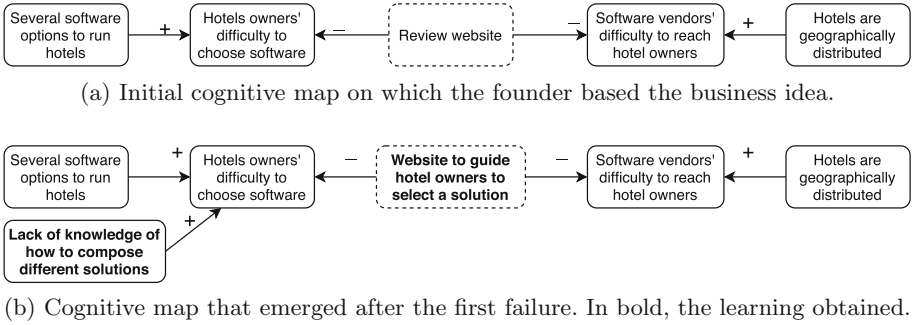 Several software
options to run
hotels
+
Hotels owners'
difficulty to
choose software
−
Review website
−
Software vendors'
difficulty to reach
hotel owners
+
Hotels are
geographically
distributed
(a) Initial cognitive map on which the founder based the business idea.
Several software
options to run
hotels
+
Hotels owners'
difficulty to
choose software
−
Website to guide
hotel owners to
select a solution
−
Software vendors'
difficulty to reach
hotel owners
+
Hotels are
geographically
distributed
+
Lack of knowledge of
how to compose
different solutions
(b) Cognitive map that emerged after the first failure. In bold, the learning obtained.